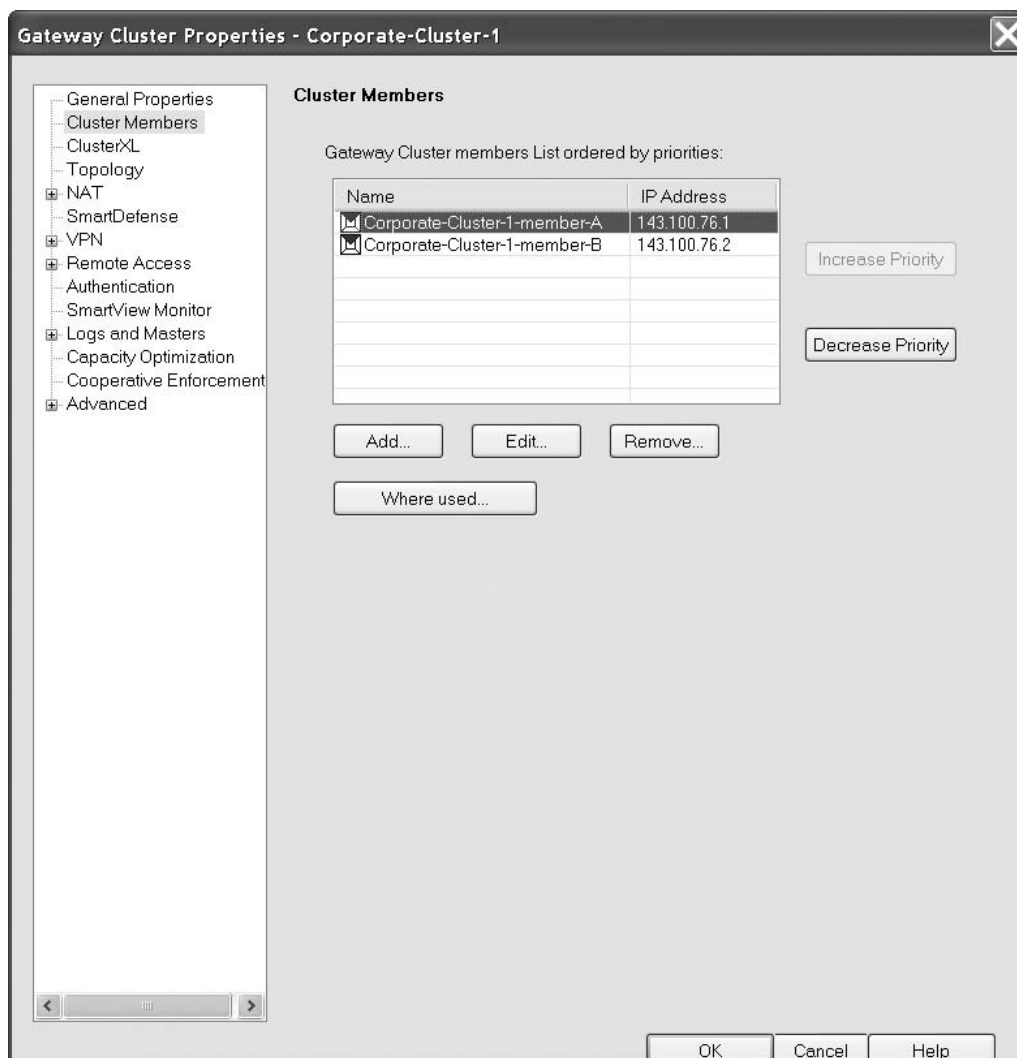 Gateway Cluster Properties - Corporate-Cluster-1
General Properties
Cluster Members
ClusterXL
Topology
NAT
SmartDefense
VPN
Remote Access
Authentication
SmartView Monitor
Logs and Masters
Capacity Optimization
Cooperative Enforcement
Advanced
Cluster Members
Gateway Cluster members List ordered by priorities:
Name IP Address
Corporate-Cluster-1-member-A 143.100.76.1
Corporate-Cluster-1-member-B 143.100.76.2
Increase Priority
Decrease Priority
Add... Edit... Remove...
Where used...
OK Cancel Help